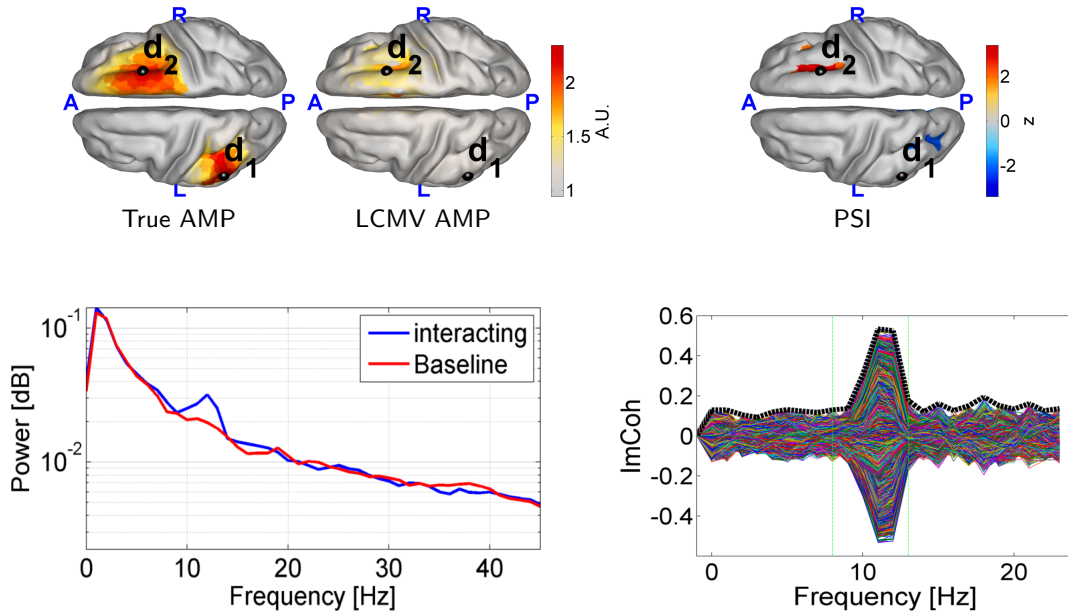 R
R
d2
d2
d2
A
P
A
P
d1
d1
d1
L
L
2
1.5
1
A.U.
2
0
-2
z
True AMP
LCMV AMP
PSI
10^-1
10^-2
Power [dB]
interacting
Baseline
0
10
20
30
40
Frequency [Hz]
0.6
0.4
0.2
0
-0.2
-0.4
ImCoh
0
10
20
Frequency [Hz]